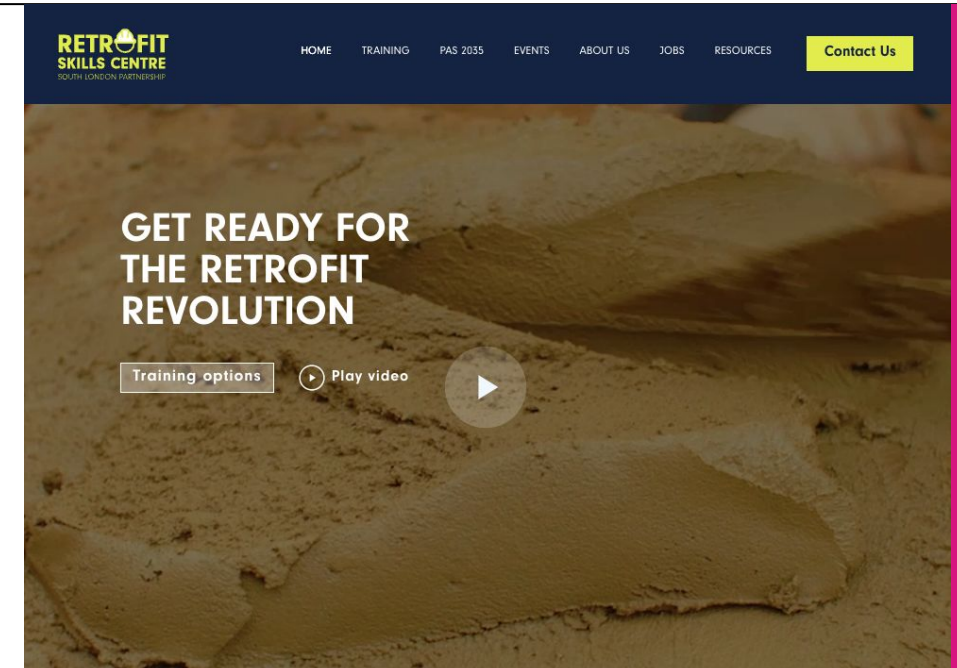 RETROFIT
SKILLS CENTRE
SOUTH LONDON PARTNERSHIP
HOME TRAINING PAS 2035 EVENTS ABOUT US JOBS RESOURCES Contact Us
GET READY FOR
THE RETROFIT
REVOLUTION
Training options Play video